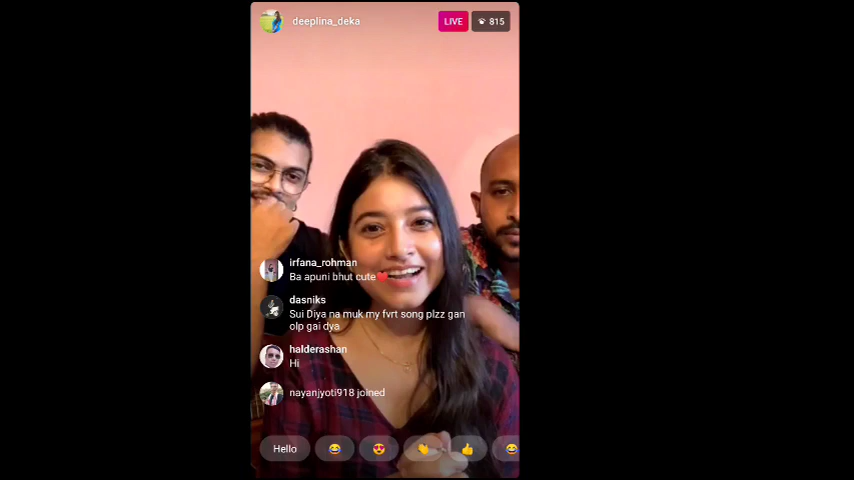 deeplina_deka
LIVE
815
irfana_rohman
Ba apuni bhut cute❤️
dasniks
Sui Diya na muk my fvrt song plzz gan
olp gai dya
halderashan
Hi
nayanjyoti918 joined
Hello